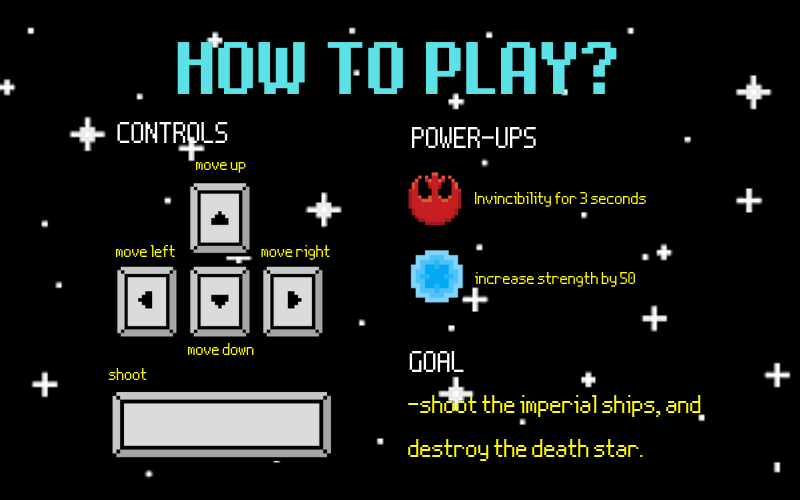 HOW TO PLAY?
CONTROLS
move up
move left
move right
move down
shoot
POWER-UPS
Invincibility for 3 seconds
increase strength by 50
GOAL
-shoot the imperial ships, and
destroy the death star.